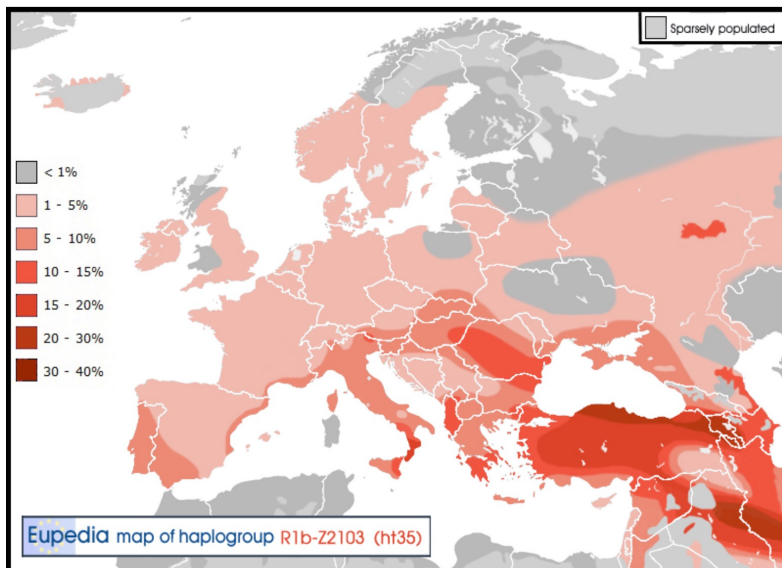 Sparsely populated
< 1%
1 - 5%
5 - 10%
10 - 15%
15 - 20%
20 - 30%
30 - 40%
Eupedia map of haplogroup R1b-Z2103 (ht35)